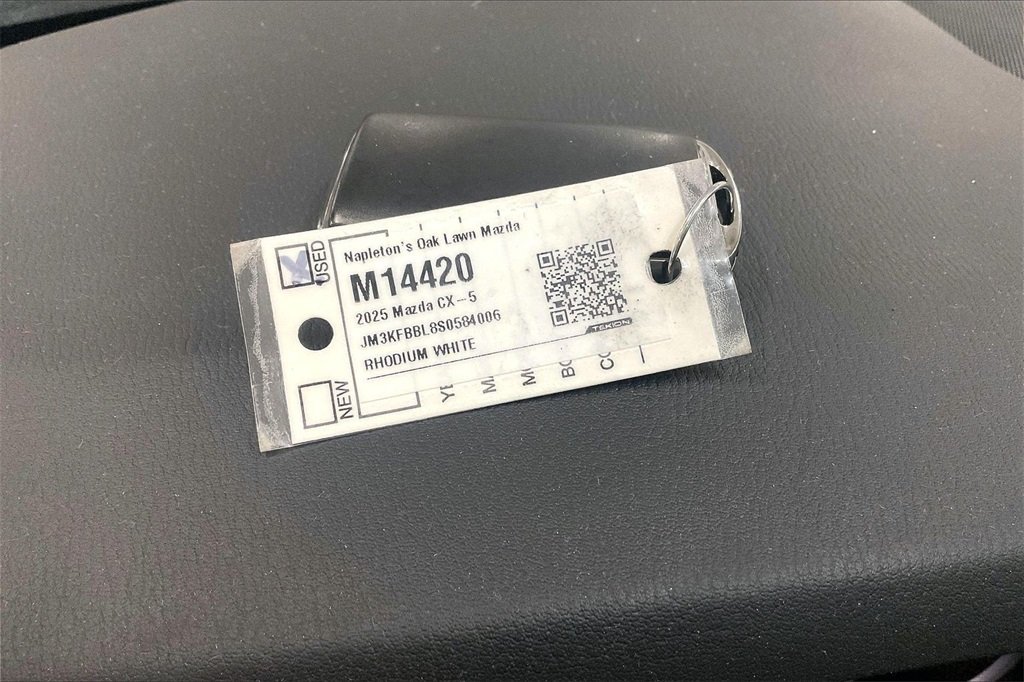 USED
Napleton's Oak Lawn Mazda
M14420
2025 Mazda CX-5
JM3KFBBL8S0584006
RHODIUM WHITE
TEKION
NEW